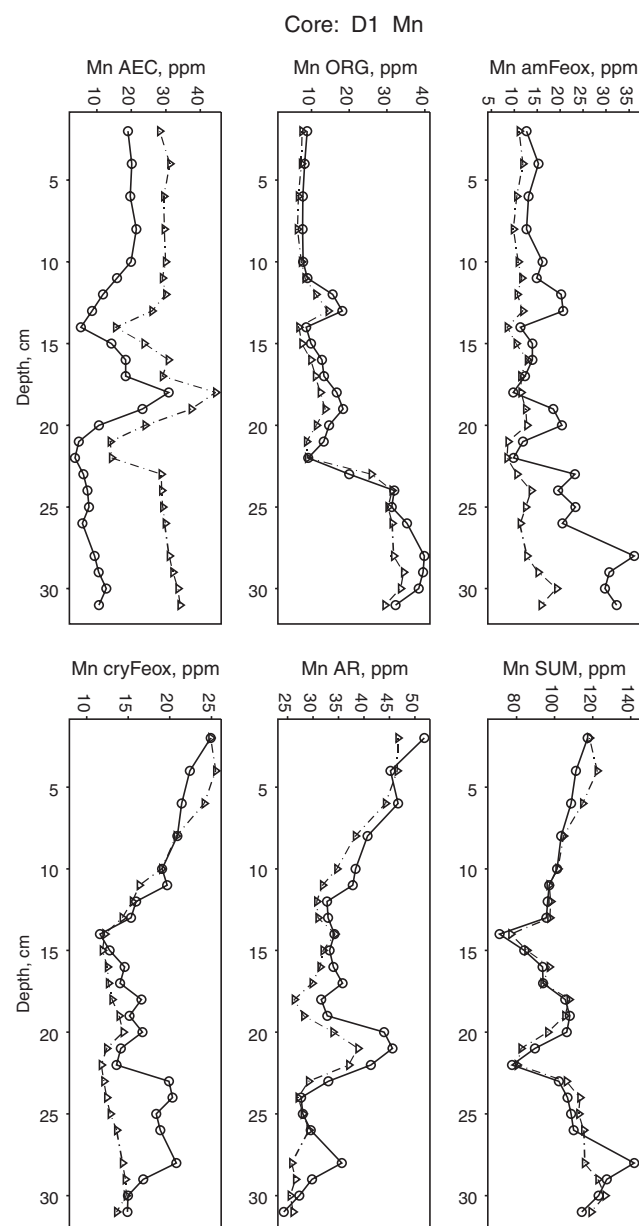 Core: D1 Mn
Mn AEC, ppm
Mn ORG, ppm
Mn amFeox, ppm
10 20 30 40
10 20 30 40
5 10 15 20 25 30 35
Depth, cm
5 10 15 20 25 30
5 10 15 20 25 30
5 10 15 20 25 30
Mn cryFeox, ppm
Mn AR, ppm
Mn SUM, ppm
10 15 20 25
25 30 35 40 45 50
80 100 120 140
Depth, cm
5 10 15 20 25 30
5 10 15 20 25 30
5 10 15 20 25 30